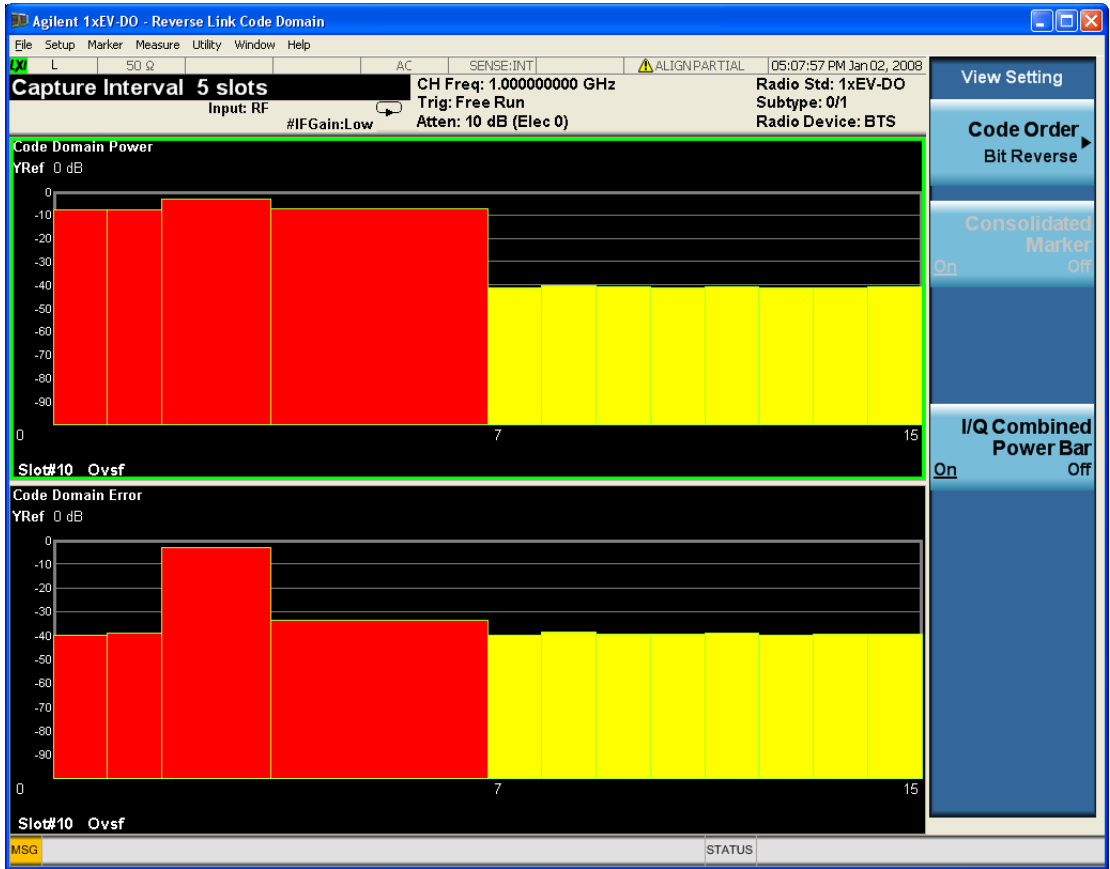 Agilent 1xEV-DO - Reverse Link Code Domain
File Setup Marker Measure Utility Window Help
LXI L 50 Ω AC SENSE:INT ALIGN PARTIAL 05:07:57 PM Jan 02, 2008
Capture Interval 5 slots
Input: RF
#IFGain:Low
CH Freq: 1.000000000 GHz
Trig: Free Run
Atten: 10 dB (Elec 0)
Radio Std: 1xEV-DO
Subtype: 0/1
Radio Device: BTS
Code Domain Power
YRef 0 dB
0
-10
-20
-30
-40
-50
-60
-70
-80
-90
0 7 15
Slot#10 Ovsf
Code Domain Error
YRef 0 dB
0
-10
-20
-30
-40
-50
-60
-70
-80
-90
0 7 15
Slot#10 Ovsf
MSG STATUS
View Setting
Code Order
Bit Reverse
Consolidated
Marker
On Off
I/Q Combined
Power Bar
On Off